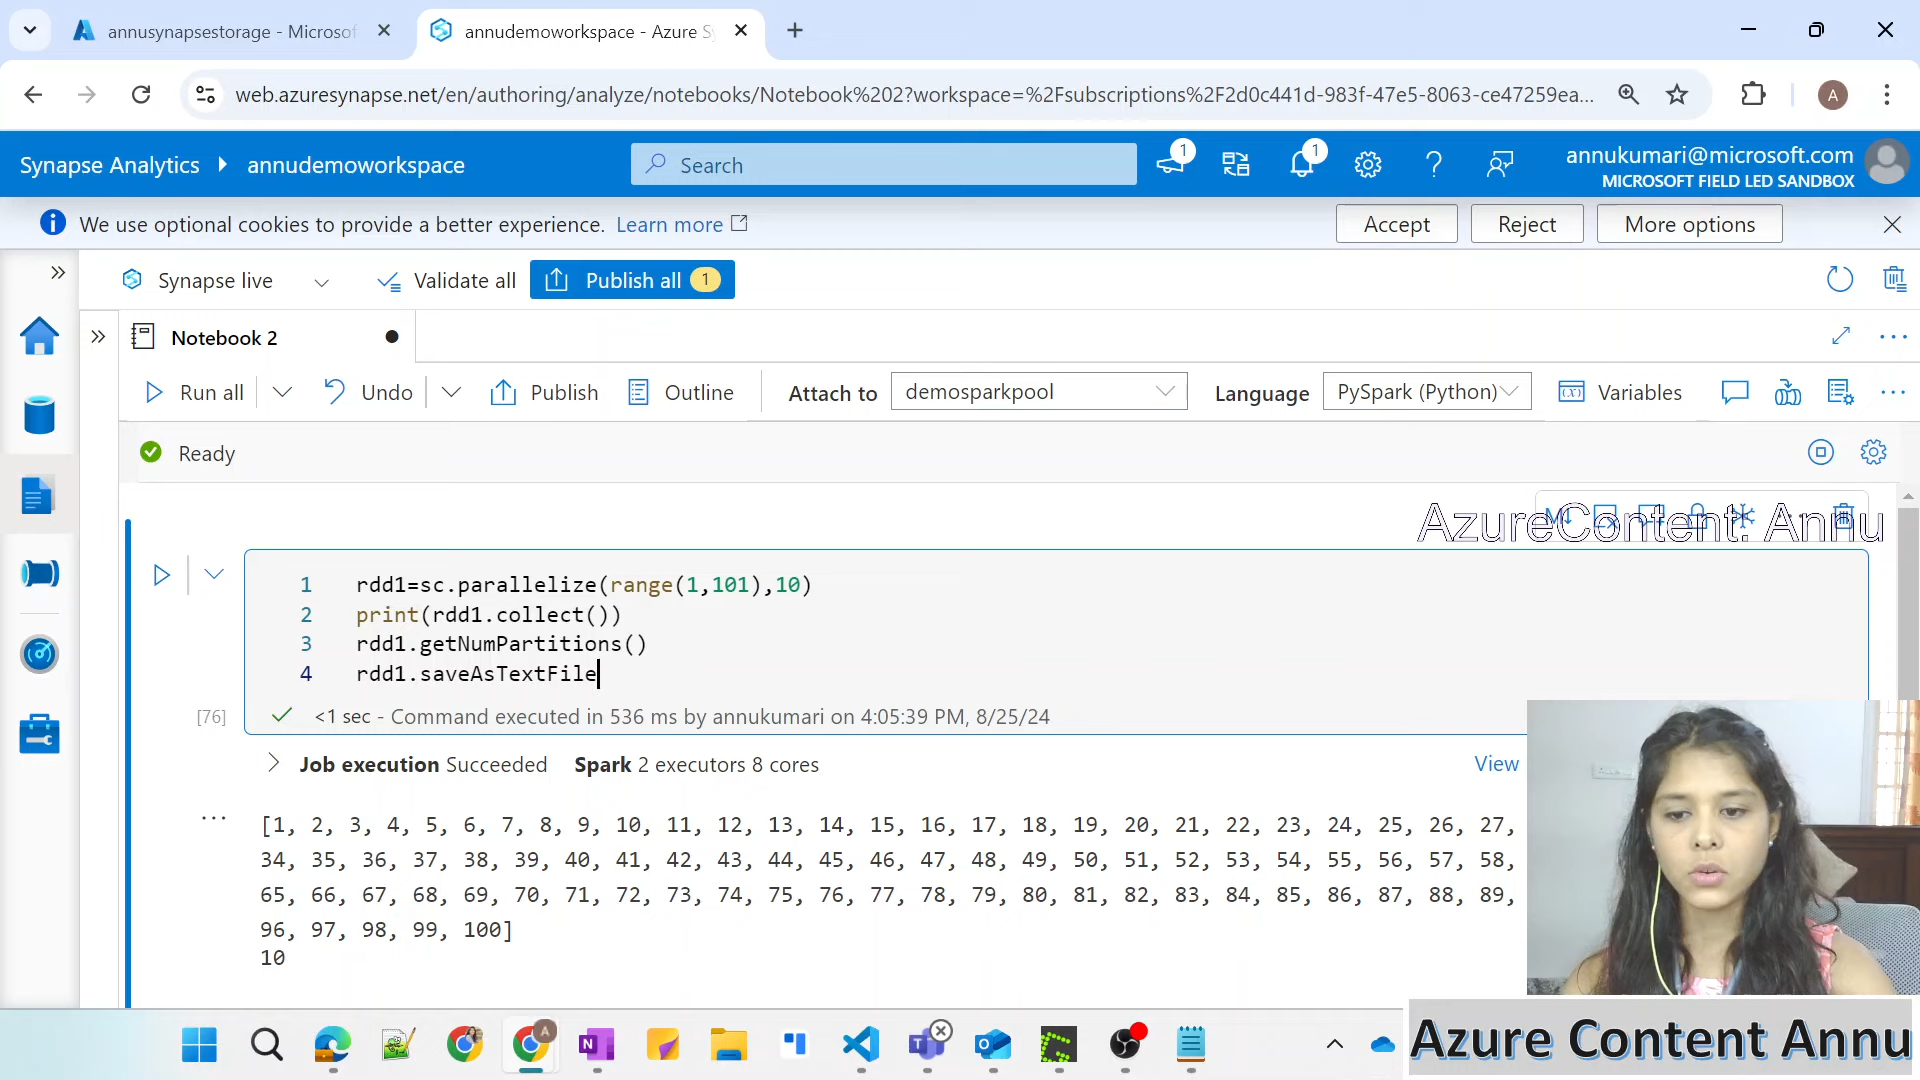 annusynapsestorage - Microsof
annudemoworkspace - Azure Sy
web.azuresynapse.net/en/authoring/analyze/notebooks/Notebook%202?workspace=%2Fsubscriptions%2F2d0c441d-983f-47e5-8063-ce47259ea...
A
Synapse Analytics
annudemoworkspace
Search
1
1
annukumari@microsoft.com
MICROSOFT FIELD LED SANDBOX
We use optional cookies to provide a better experience. Learn more
Accept
Reject
More options
Synapse live
Validate all
Publish all 1
Notebook 2
Run all
Undo
Publish
Outline
Attach to
demosparkpool
Language
PySpark (Python)
Variables
Ready
AzureContent. Annu
1 rdd1=sc.parallelize(range(1,101),10)
2 print(rdd1.collect())
3 rdd1.getNumPartitions()
4 rdd1.saveAsTextFile
[76]
<1 sec - Command executed in 536 ms by annukumari on 4:05:39 PM, 8/25/24
Job execution Succeeded Spark 2 executors 8 cores
View
[1, 2, 3, 4, 5, 6, 7, 8, 9, 10, 11, 12, 13, 14, 15, 16, 17, 18, 19, 20, 21, 22, 23, 24, 25, 26, 27,
34, 35, 36, 37, 38, 39, 40, 41, 42, 43, 44, 45, 46, 47, 48, 49, 50, 51, 52, 53, 54, 55, 56, 57, 58,
65, 66, 67, 68, 69, 70, 71, 72, 73, 74, 75, 76, 77, 78, 79, 80, 81, 82, 83, 84, 85, 86, 87, 88, 89,
96, 97, 98, 99, 100]
10
Azure Content Annu